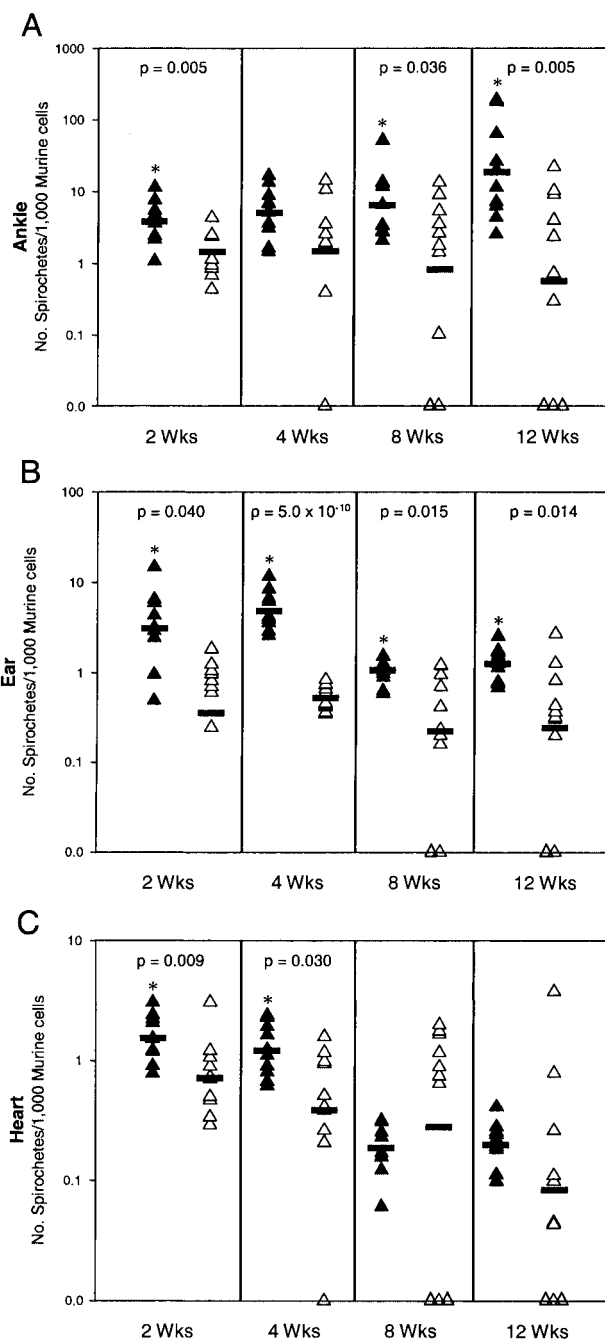 A
Ankle
No. Spirochetes/1,000 Murine cells
1000
100
10
1
0.1
0.0
p = 0.005
p = 0.036
p = 0.005
*
*
*
2 Wks
4 Wks
8 Wks
12 Wks
B
Ear
No. Spirochetes/1,000 Murine cells
100
10
1
0.1
0.0
p = 0.040
p = 5.0 x 10⁻¹⁰
p = 0.015
p = 0.014
*
*
*
*
2 Wks
4 Wks
8 Wks
12 Wks
C
Heart
No. Spirochetes/1,000 Murine cells
10
1
0.1
0.0
p = 0.009
p = 0.030
*
*
2 Wks
4 Wks
8 Wks
12 Wks